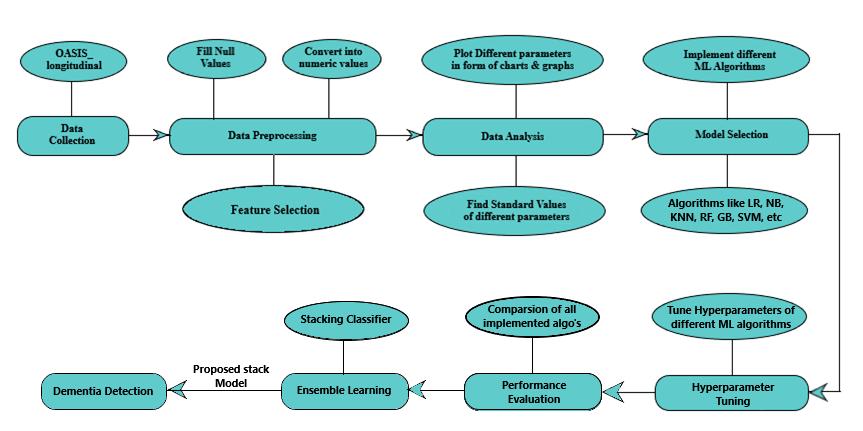 OASIS_
longitudinal
Fill Null
Values
Convert into
numeric values
Plot Different parameters
in form of charts & graphs
Implement different
ML Algorithms
Data
Collection
Data Preprocessing
Data Analysis
Model Selection
Feature Selection
Find Standard Values
of different parameters
Algorithms like LR, NB,
KNN, RF, GB, SVM, etc
Tune Hyperparameters of
different ML algorithms
Comparsion of all
implemented algo's
Stacking Classifier
Hyperparameter
Tuning
Performance
Evaluation
Ensemble Learning
Proposed stack
Model
Dementia Detection